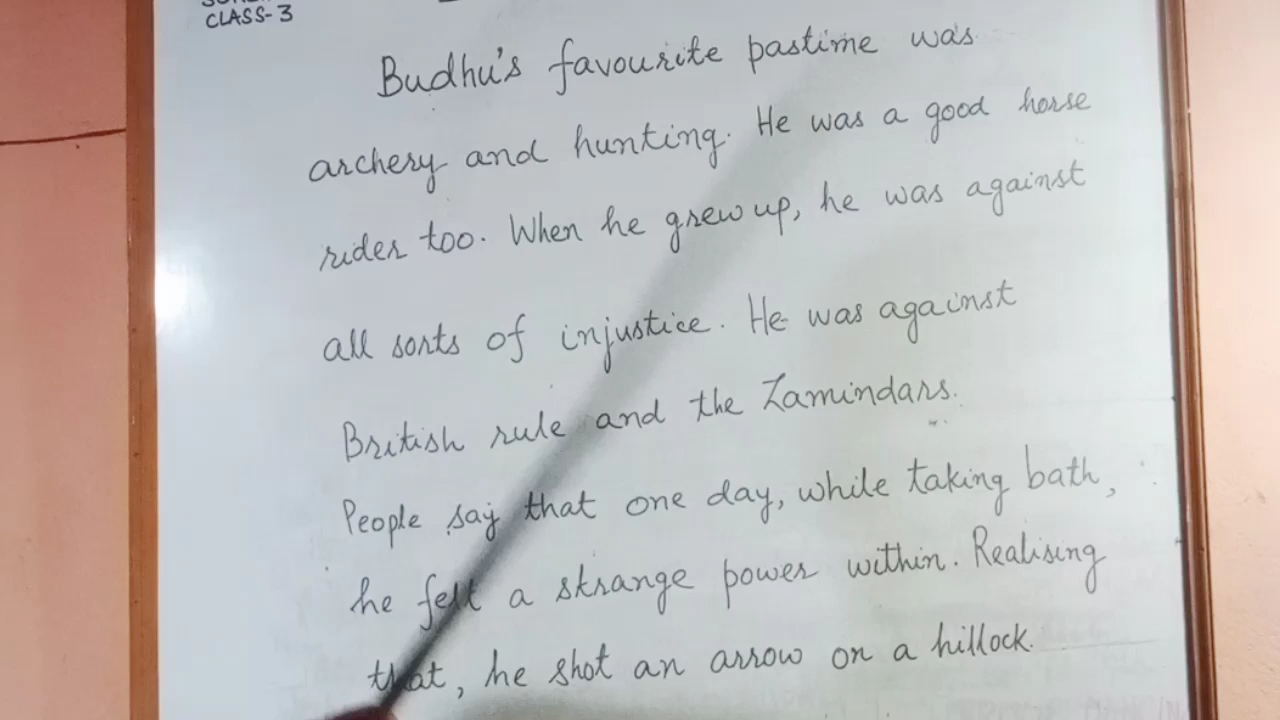 CLASS-3
Budhu's favourite pastime was
archery and hunting. He was a good horse
rider too. When he grew up, he was against
all sorts of injustice. He was against
British rule and the Zamindars.
People say that one day, while taking bath,
he felt a strange power within. Realising
that, he shot an arrow on a hillock.